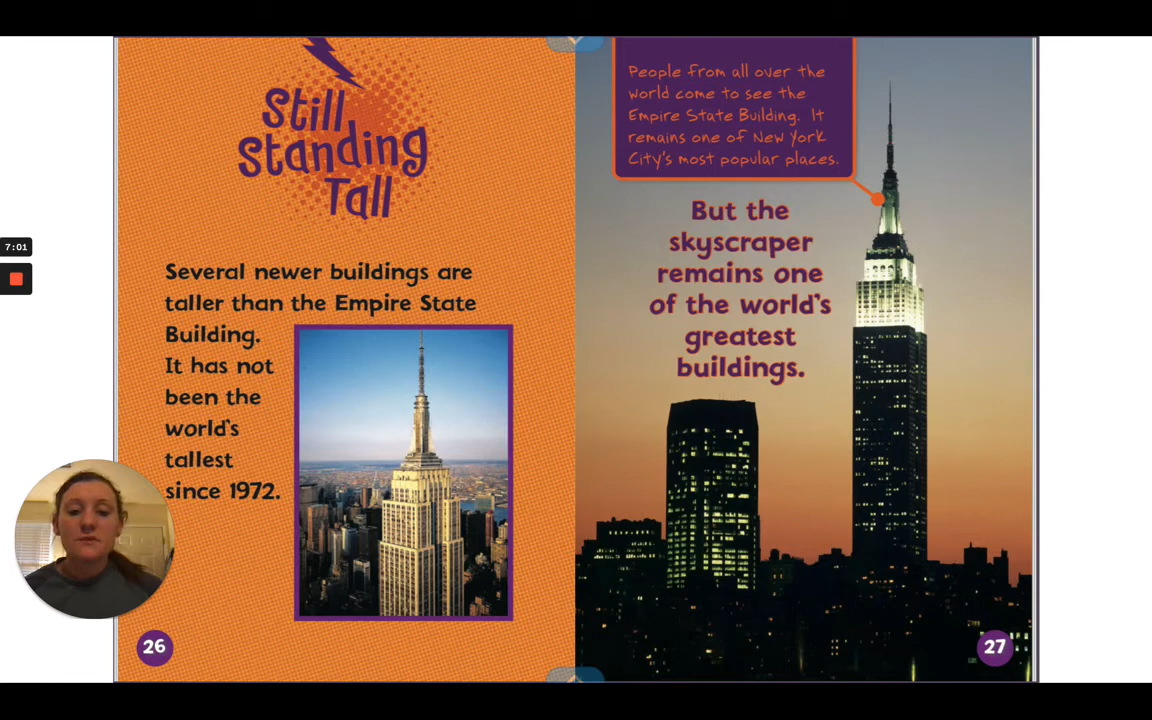 7:01
Still
Standing
Tall
Several newer buildings are
taller than the Empire State
Building.
It has not
been the
world's
tallest
since 1972.
26
People from all over the
world come to see the
Empire State Building. It
remains one of New York
City's most popular places.
But the
skyscraper
remains one
of the world's
greatest
buildings.
27